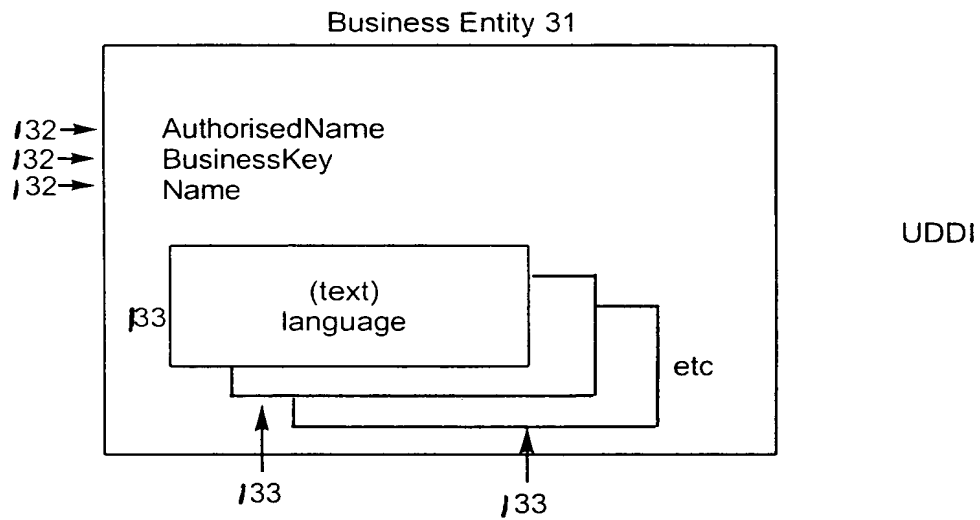 Business Entity 31
132 AuthorisedName
132 BusinessKey
132 Name
UDDI
(text)
133 language
etc
133
133